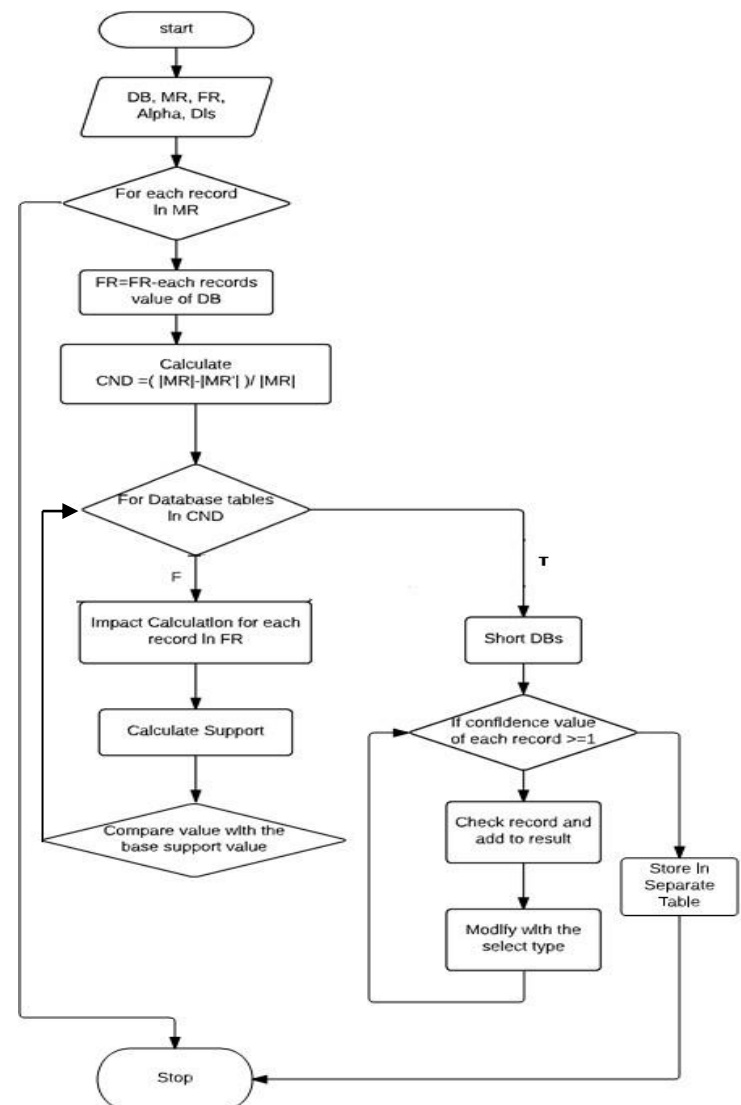 start
DB, MR, FR,
Alpha, DIs
For each record
In MR
FR=FR-each records
value of DB
Calculate
CND =( |MR|-|MR'| )/ |MR|
For Database tables
In CND
F
T
Impact Calculation for each
record In FR
Short DBs
Calculate Support
If confidence value
of each record >=1
Compare value with the
base support value
Check record and
add to result
Store In
Separate
Table
Modify with the
select type
Stop